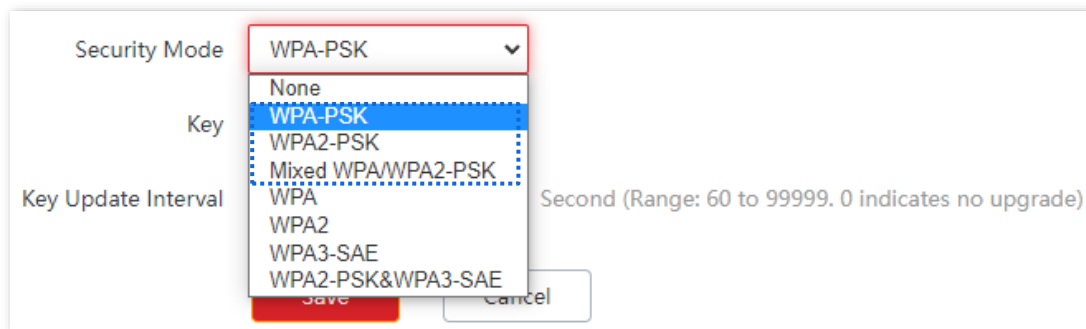 Security Mode WPA-PSK
None
Key WPA-PSK
WPA2-PSK
Mixed WPA/WPA2-PSK
Key Update Interval WPA Second (Range: 60 to 99999. 0 indicates no upgrade)
WPA2
WPA3-SAE
WPA2-PSK&WPA3-SAE
Save Cancel